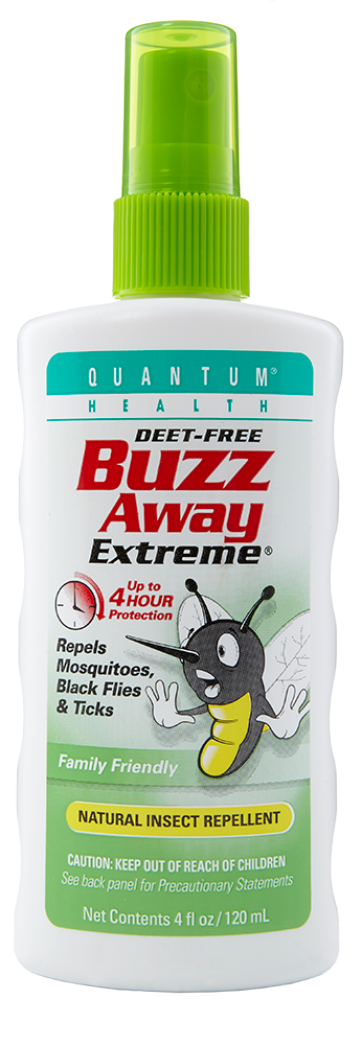 QUANTUM®
HEALTH
DEET-FREE
Buzz
Away
Extreme®
Up to
4 HOUR
Protection
Repels
Mosquitoes,
Black Flies
& Ticks
Family Friendly
NATURAL INSECT REPELLENT
CAUTION: KEEP OUT OF REACH OF CHILDREN
See back panel for Precautionary Statements
Net Contents 4 fl oz / 120 mL